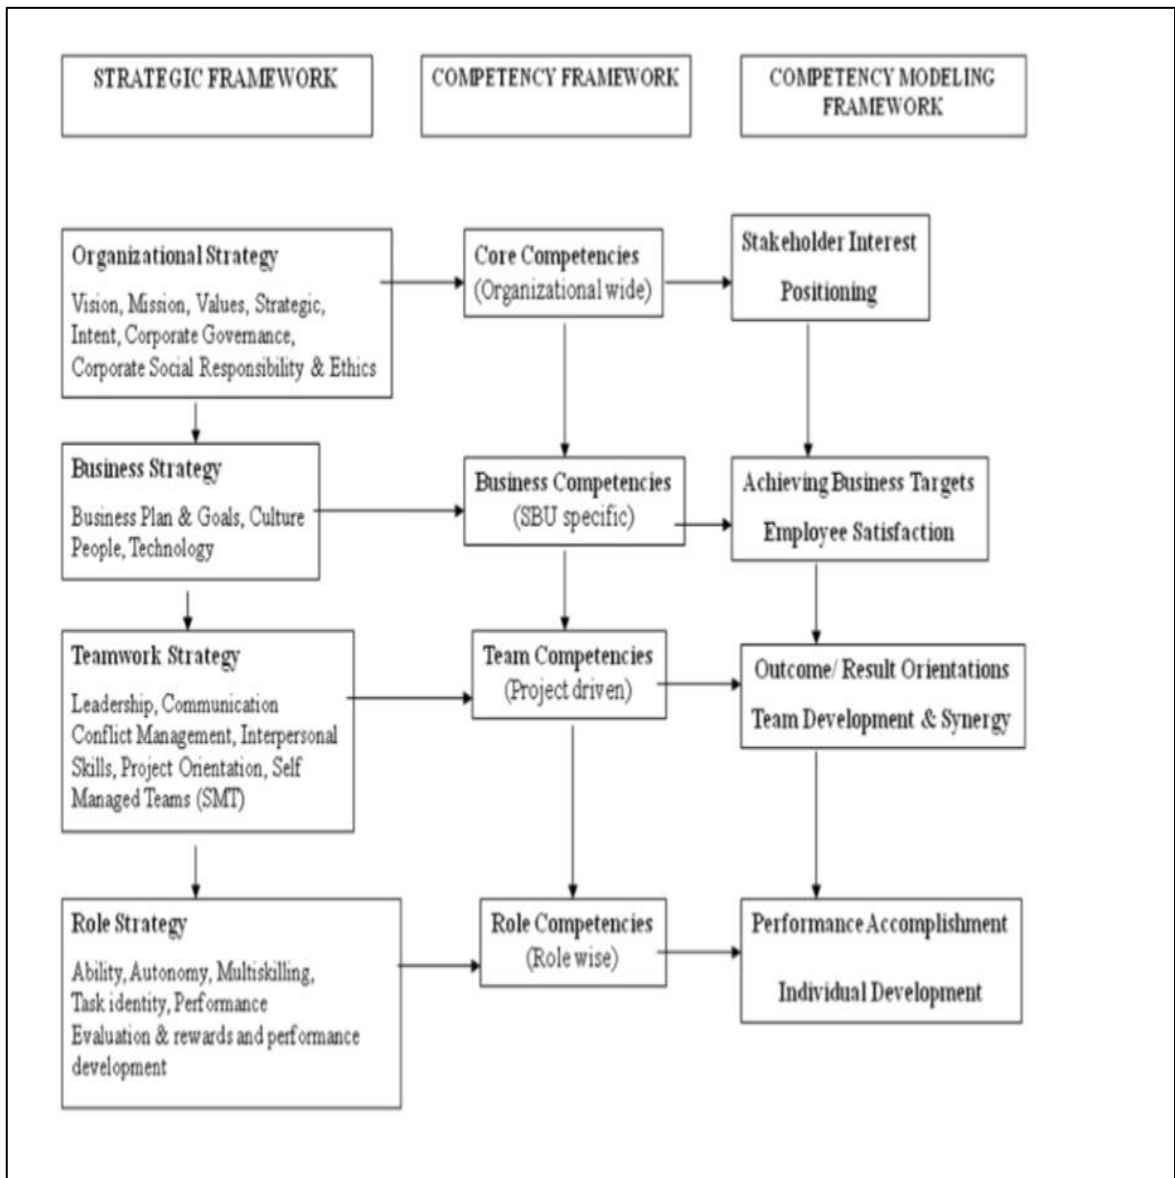 STRATEGIC FRAMEWORK
COMPETENCY FRAMEWORK
COMPETENCY MODELING
FRAMEWORK
Organizational Strategy
Vision, Mission, Values, Strategic,
Intent, Corporate Governance,
Corporate Social Responsibility & Ethics
Core Competencies
(Organizational wide)
Stakeholder Interest
Positioning
Business Strategy
Business Plan & Goals, Culture
People, Technology
Business Competencies
(SBU specific)
Achieving Business Targets
Employee Satisfaction
Teamwork Strategy
Leadership, Communication
Conflict Management, Interpersonal
Skills, Project Orientation, Self
Managed Teams (SMT)
Team Competencies
(Project driven)
Outcome/ Result Orientations
Team Development & Synergy
Role Strategy
Ability, Autonomy, Multiskilling,
Task identity, Performance
Evaluation & rewards and performance
development
Role Competencies
(Role wise)
Performance Accomplishment
Individual Development